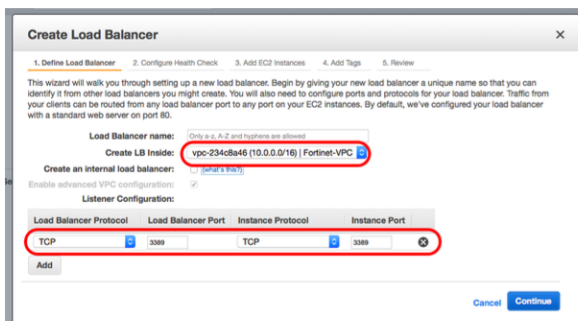 Create Load Balancer
1. Define Load Balancer 2. Configure Health Check 3. Add EC2 Instances 4. Add Tags 5. Review
This wizard will walk you through setting up a new load balancer. Begin by giving your new load balancer a unique name so that you can
identify it from other load balancers you might create. You will also need to configure ports and protocols for your load balancer. Traffic from
your clients can be routed from any load balancer port to any port on your EC2 instances. By default, we've configured your load balancer
with a standard web server on port 80.
Load Balancer name: Only a-z, A-Z and hyphens are allowed
Create LB Inside: vpc-234c8a46 (10.0.0.0/16) | Fortinet-VPC
Create an internal load balancer: (what's this?)
Enable advanced VPC configuration:
Listener Configuration:
Load Balancer Protocol Load Balancer Port Instance Protocol Instance Port
TCP 3389 TCP 3389
Add
Cancel Continue